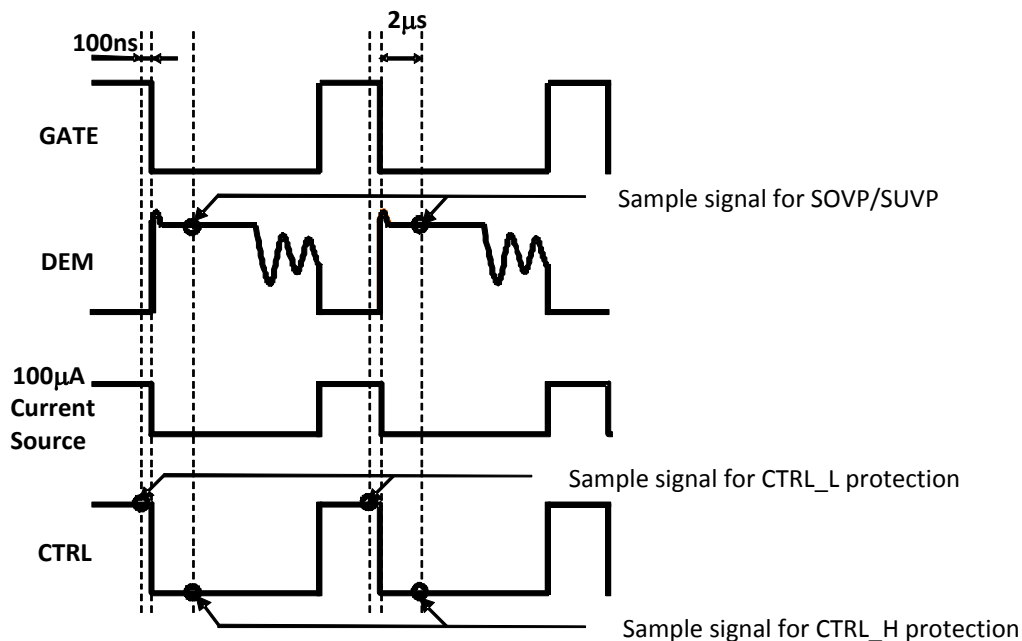 2μs
100ns
GATE
Sample signal for SOVP/SUVP
DEM
100μA
Current
Source
Sample signal for CTRL_L protection
CTRL
Sample signal for CTRL_H protection